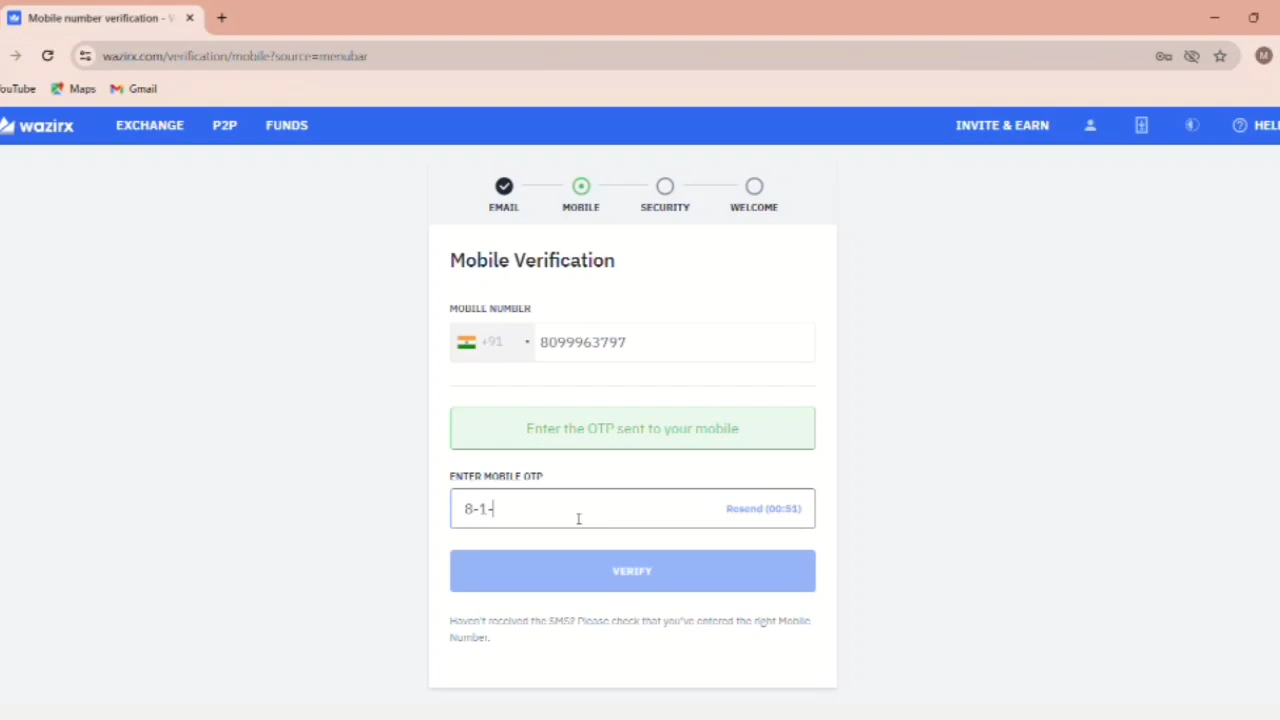 Mobile number verification - W
wazirx.com/verification/mobile?source=menubar
M
ouTube Maps Gmail
wazirx EXCHANGE P2P FUNDS INVITE & EARN HEL
EMAIL MOBILE SECURITY WELCOME
Mobile Verification
MOBILE NUMBER
+91 8099963797
Enter the OTP sent to your mobile
ENTER MOBILE OTP
8-1- Resend (00:51)
VERIFY
Haven't received the SMS? Please check that you've entered the right Mobile
Number.